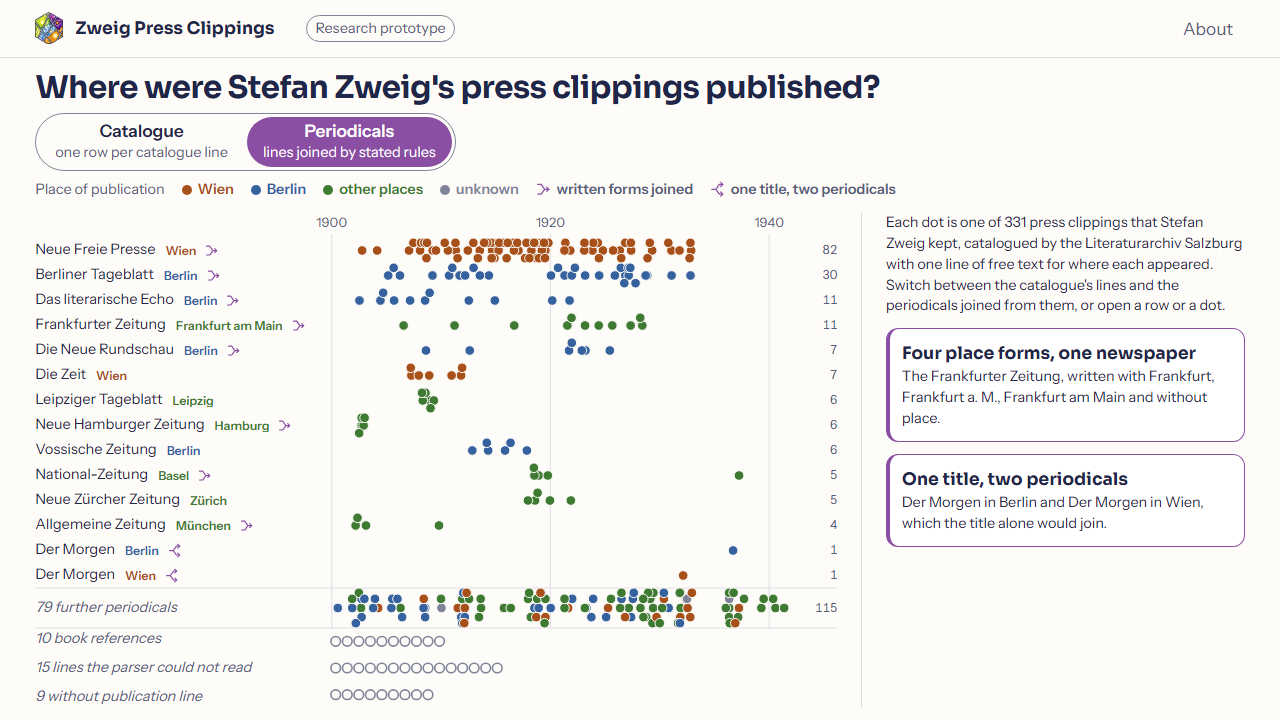 Zweig Press Clippings
Research prototype
About
Where were Stefan Zweig's press clippings published?
Catalogue
one row per catalogue line
Periodicals
lines joined by stated rules
Place of publication Wien Berlin other places unknown written forms joined one title, two periodicals
1900 1920 1940
Neue Freie Presse Wien 82
Berliner Tageblatt Berlin 30
Das literarische Echo Berlin 11
Frankfurter Zeitung Frankfurt am Main 11
Die Neue Rundschau Berlin 7
Die Zeit Wien 7
Leipziger Tageblatt Leipzig 6
Neue Hamburger Zeitung Hamburg 6
Vossische Zeitung Berlin 6
National-Zeitung Basel 5
Neue Zürcher Zeitung Zürich 5
Allgemeine Zeitung München 4
Der Morgen Berlin 1
Der Morgen Wien 1
79 further periodicals 115
10 book references
15 lines the parser could not read
9 without publication line
Each dot is one of 331 press clippings that Stefan
Zweig kept, catalogued by the Literaturarchiv Salzburg
with one line of free text for where each appeared.
Switch between the catalogue's lines and the
periodicals joined from them, or open a row or a dot.
Four place forms, one newspaper
The Frankfurter Zeitung, written with Frankfurt,
Frankfurt a. M., Frankfurt am Main and without
place.
One title, two periodicals
Der Morgen in Berlin and Der Morgen in Wien,
which the title alone would join.